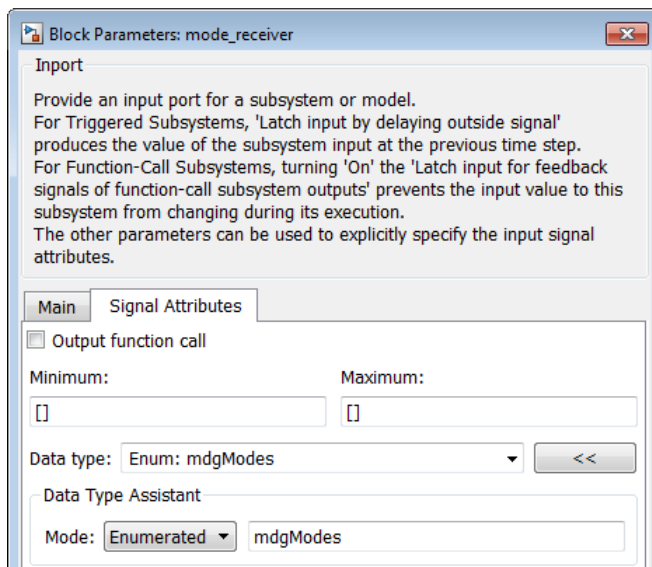 Block Parameters: mode_receiver
Inport
Provide an input port for a subsystem or model.
For Triggered Subsystems, 'Latch input by delaying outside signal'
produces the value of the subsystem input at the previous time step.
For Function-Call Subsystems, turning 'On' the 'Latch input for feedback
signals of function-call subsystem outputs' prevents the input value to this
subsystem from changing during its execution.
The other parameters can be used to explicitly specify the input signal
attributes.
Main Signal Attributes
Output function call
Minimum: Maximum:
[] []
Data type: Enum: mdgModes <<
Data Type Assistant
Mode: Enumerated mdgModes